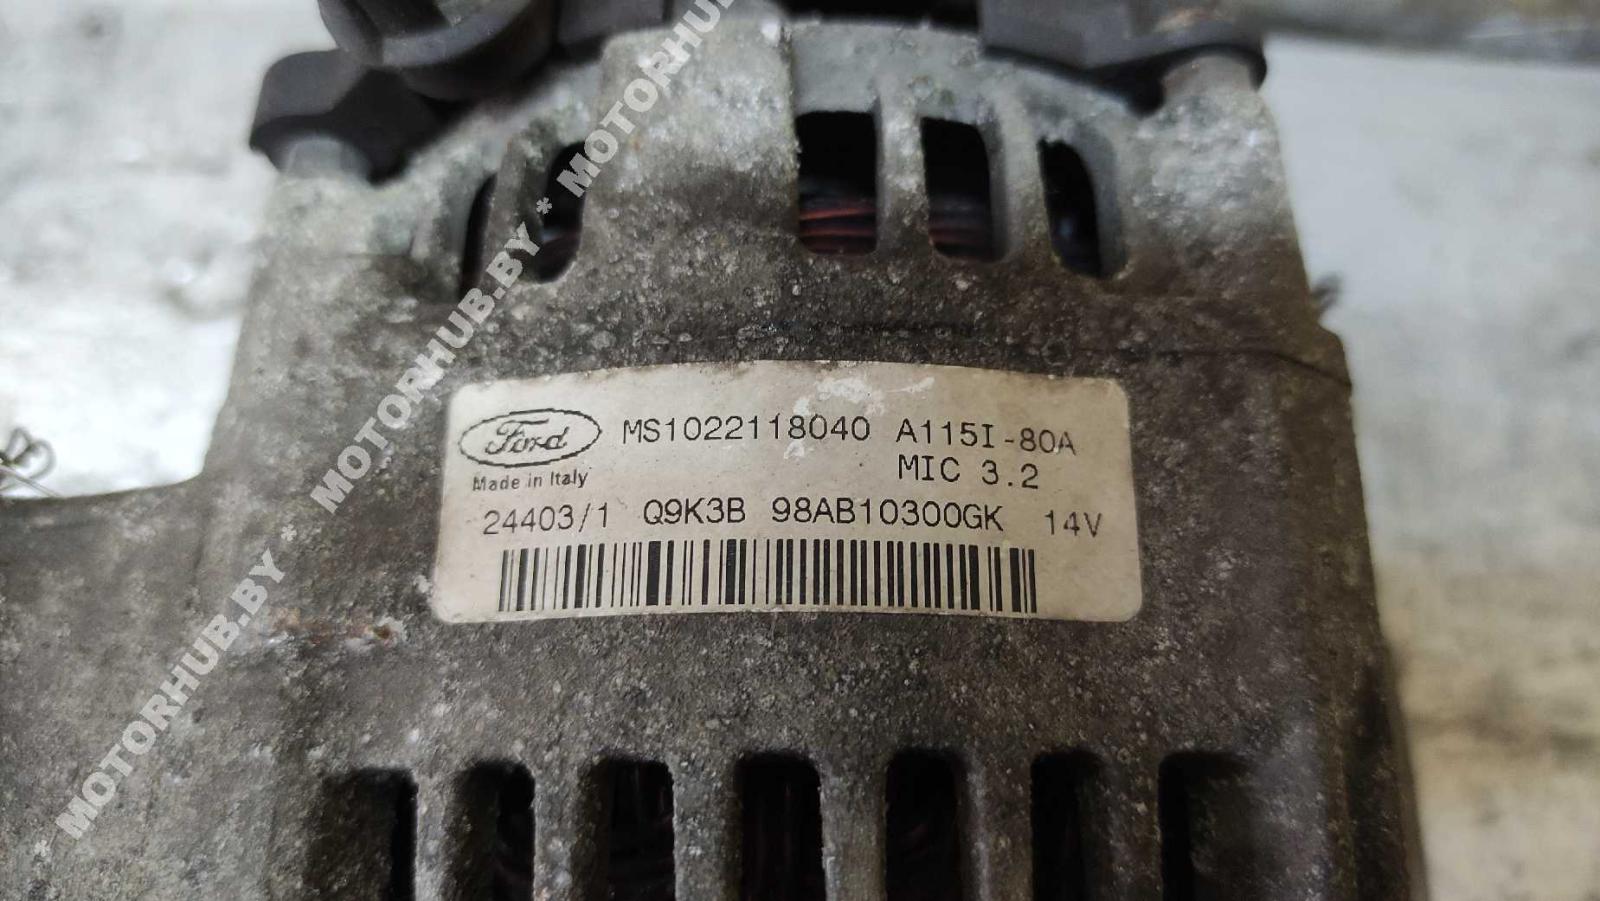 Ford MS1022118040 A115I-80A
Made in Italy MIC 3.2
24403/1 Q9K3B 98AB10300GK 14V
* MOTORHUB.BY * MOTORHUB.BY * MOTORHUB.BY * MOTORHUB